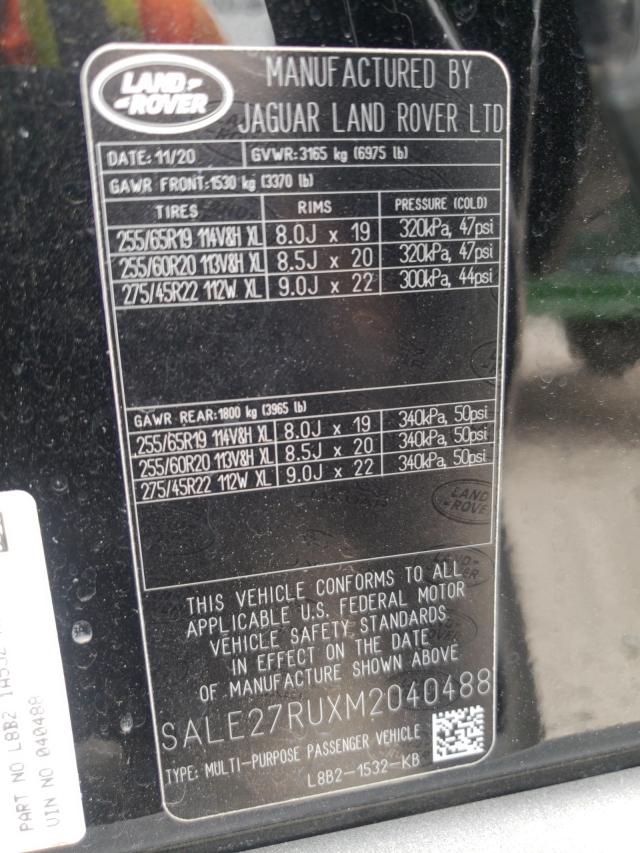 LAND ROVER
MANUFACTURED BY
JAGUAR LAND ROVER LTD
DATE: 11/20 GVWR: 3165 kg (6975 lb)
GAWR FRONT: 1530 kg (3370 lb)
TIRES RIMS PRESSURE (COLD)
255/65R19 114V&H XL 8.0J x 19 320kPa, 47psi
255/60R20 113V&H XL 8.5J x 20 320kPa, 47psi
275/45R22 112W XL 9.0J x 22 300kPa, 44psi
GAWR REAR: 1800 kg (3965 lb)
255/65R19 114V&H XL 8.0J x 19 340kPa, 50psi
255/60R20 113V&H XL 8.5J x 20 340kPa, 50psi
275/45R22 112W XL 9.0J x 22 340kPa, 50psi
LAND ROVER
THIS VEHICLE CONFORMS TO ALL
APPLICABLE U.S. FEDERAL MOTOR
VEHICLE SAFETY STANDARDS
IN EFFECT ON THE DATE
OF MANUFACTURE SHOWN ABOVE
SALE27RUXM2040488
TYPE: MULTI-PURPOSE PASSENGER VEHICLE
L8B2-1532-KB
PART NO L8B2 1A532
VIN NO 040488